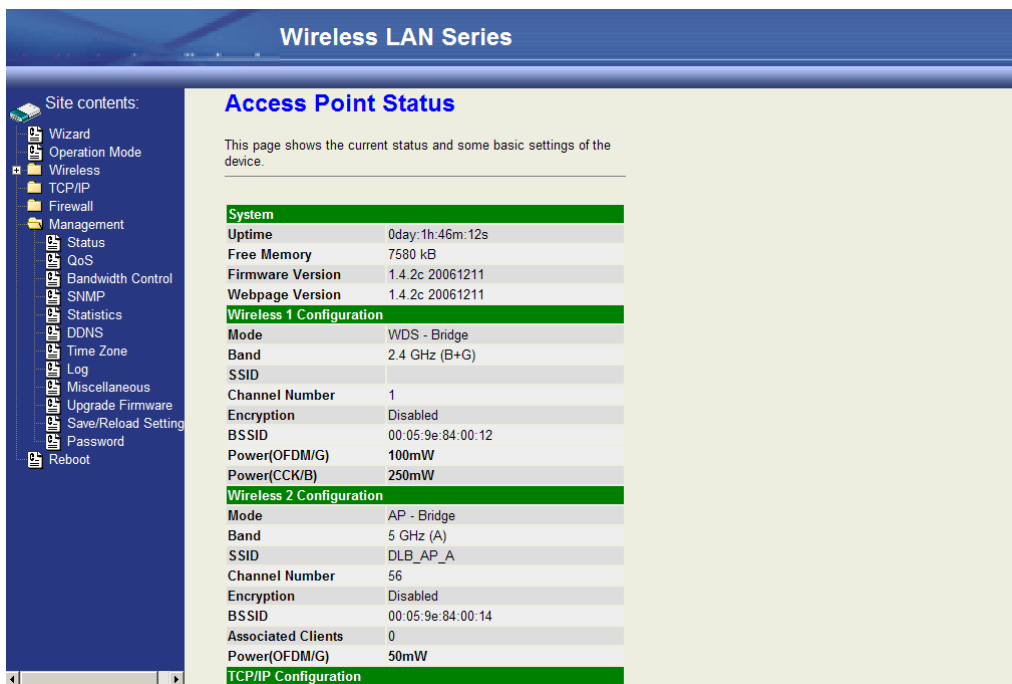 Wireless LAN Series
Site contents:
Wizard
Operation Mode
Wireless
TCP/IP
Firewall
Management
Status
QoS
Bandwidth Control
SNMP
Statistics
DDNS
Time Zone
Log
Miscellaneous
Upgrade Firmware
Save/Reload Setting
Password
Reboot
Access Point Status
This page shows the current status and some basic settings of the
device.
System
Uptime 0day:1h:46m:12s
Free Memory 7580 kB
Firmware Version 1.4.2c 20061211
Webpage Version 1.4.2c 20061211
Wireless 1 Configuration
Mode WDS - Bridge
Band 2.4 GHz (B+G)
SSID
Channel Number 1
Encryption Disabled
BSSID 00:05:9e:84:00:12
Power(OFDM/G) 100mW
Power(CCK/B) 250mW
Wireless 2 Configuration
Mode AP - Bridge
Band 5 GHz (A)
SSID DLB_AP_A
Channel Number 56
Encryption Disabled
BSSID 00:05:9e:84:00:14
Associated Clients 0
Power(OFDM/G) 50mW
TCP/IP Configuration